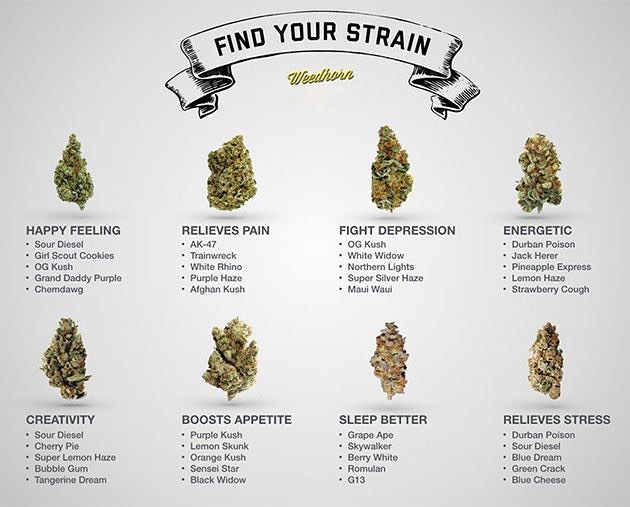 FIND YOUR STRAIN
Weedhorn
HAPPY FEELING
• Sour Diesel
• Girl Scout Cookies
• OG Kush
• Grand Daddy Purple
• Chemdawg
RELIEVES PAIN
• AK-47
• Trainwreck
• White Rhino
• Purple Haze
• Afghan Kush
FIGHT DEPRESSION
• OG Kush
• White Widow
• Northern Lights
• Super Silver Haze
• Maui Waui
ENERGETIC
• Durban Poison
• Jack Herer
• Pineapple Express
• Lemon Haze
• Strawberry Cough
CREATIVITY
• Sour Diesel
• Cherry Pie
• Super Lemon Haze
• Bubble Gum
• Tangerine Dream
BOOSTS APPETITE
• Purple Kush
• Lemon Skunk
• Orange Kush
• Sensei Star
• Black Widow
SLEEP BETTER
• Grape Ape
• Skywalker
• Berry White
• Romulan
• G13
RELIEVES STRESS
• Durban Poison
• Sour Diesel
• Blue Dream
• Green Crack
• Blue Cheese